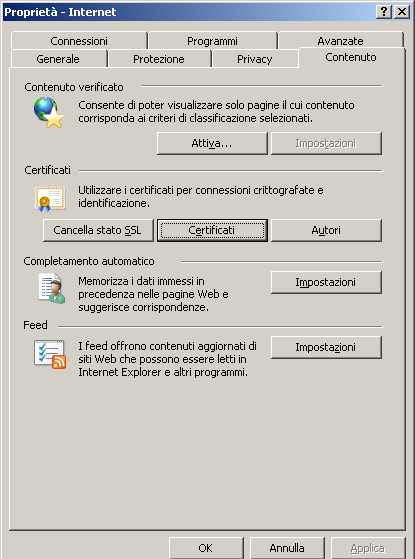 Proprietà - Internet
Connessioni Programmi Avanzate
Generale Protezione Privacy Contenuto
Contenuto verificato
Consente di poter visualizzare solo pagine il cui contenuto
corrisponda ai criteri di classificazione selezionati.
Attiva... Impostazioni
Certificati
Utilizzare i certificati per connessioni crittografate e
identificazione.
Cancella stato SSL Certificati Autori
Completamento automatico
Memorizza i dati immessi in
precedenza nelle pagine Web e
suggerisce corrispondenze.
Impostazioni
Feed
I feed offrono contenuti aggiornati di
siti Web che possono essere letti in
Internet Explorer e altri programmi.
Impostazioni
OK Annulla Applica